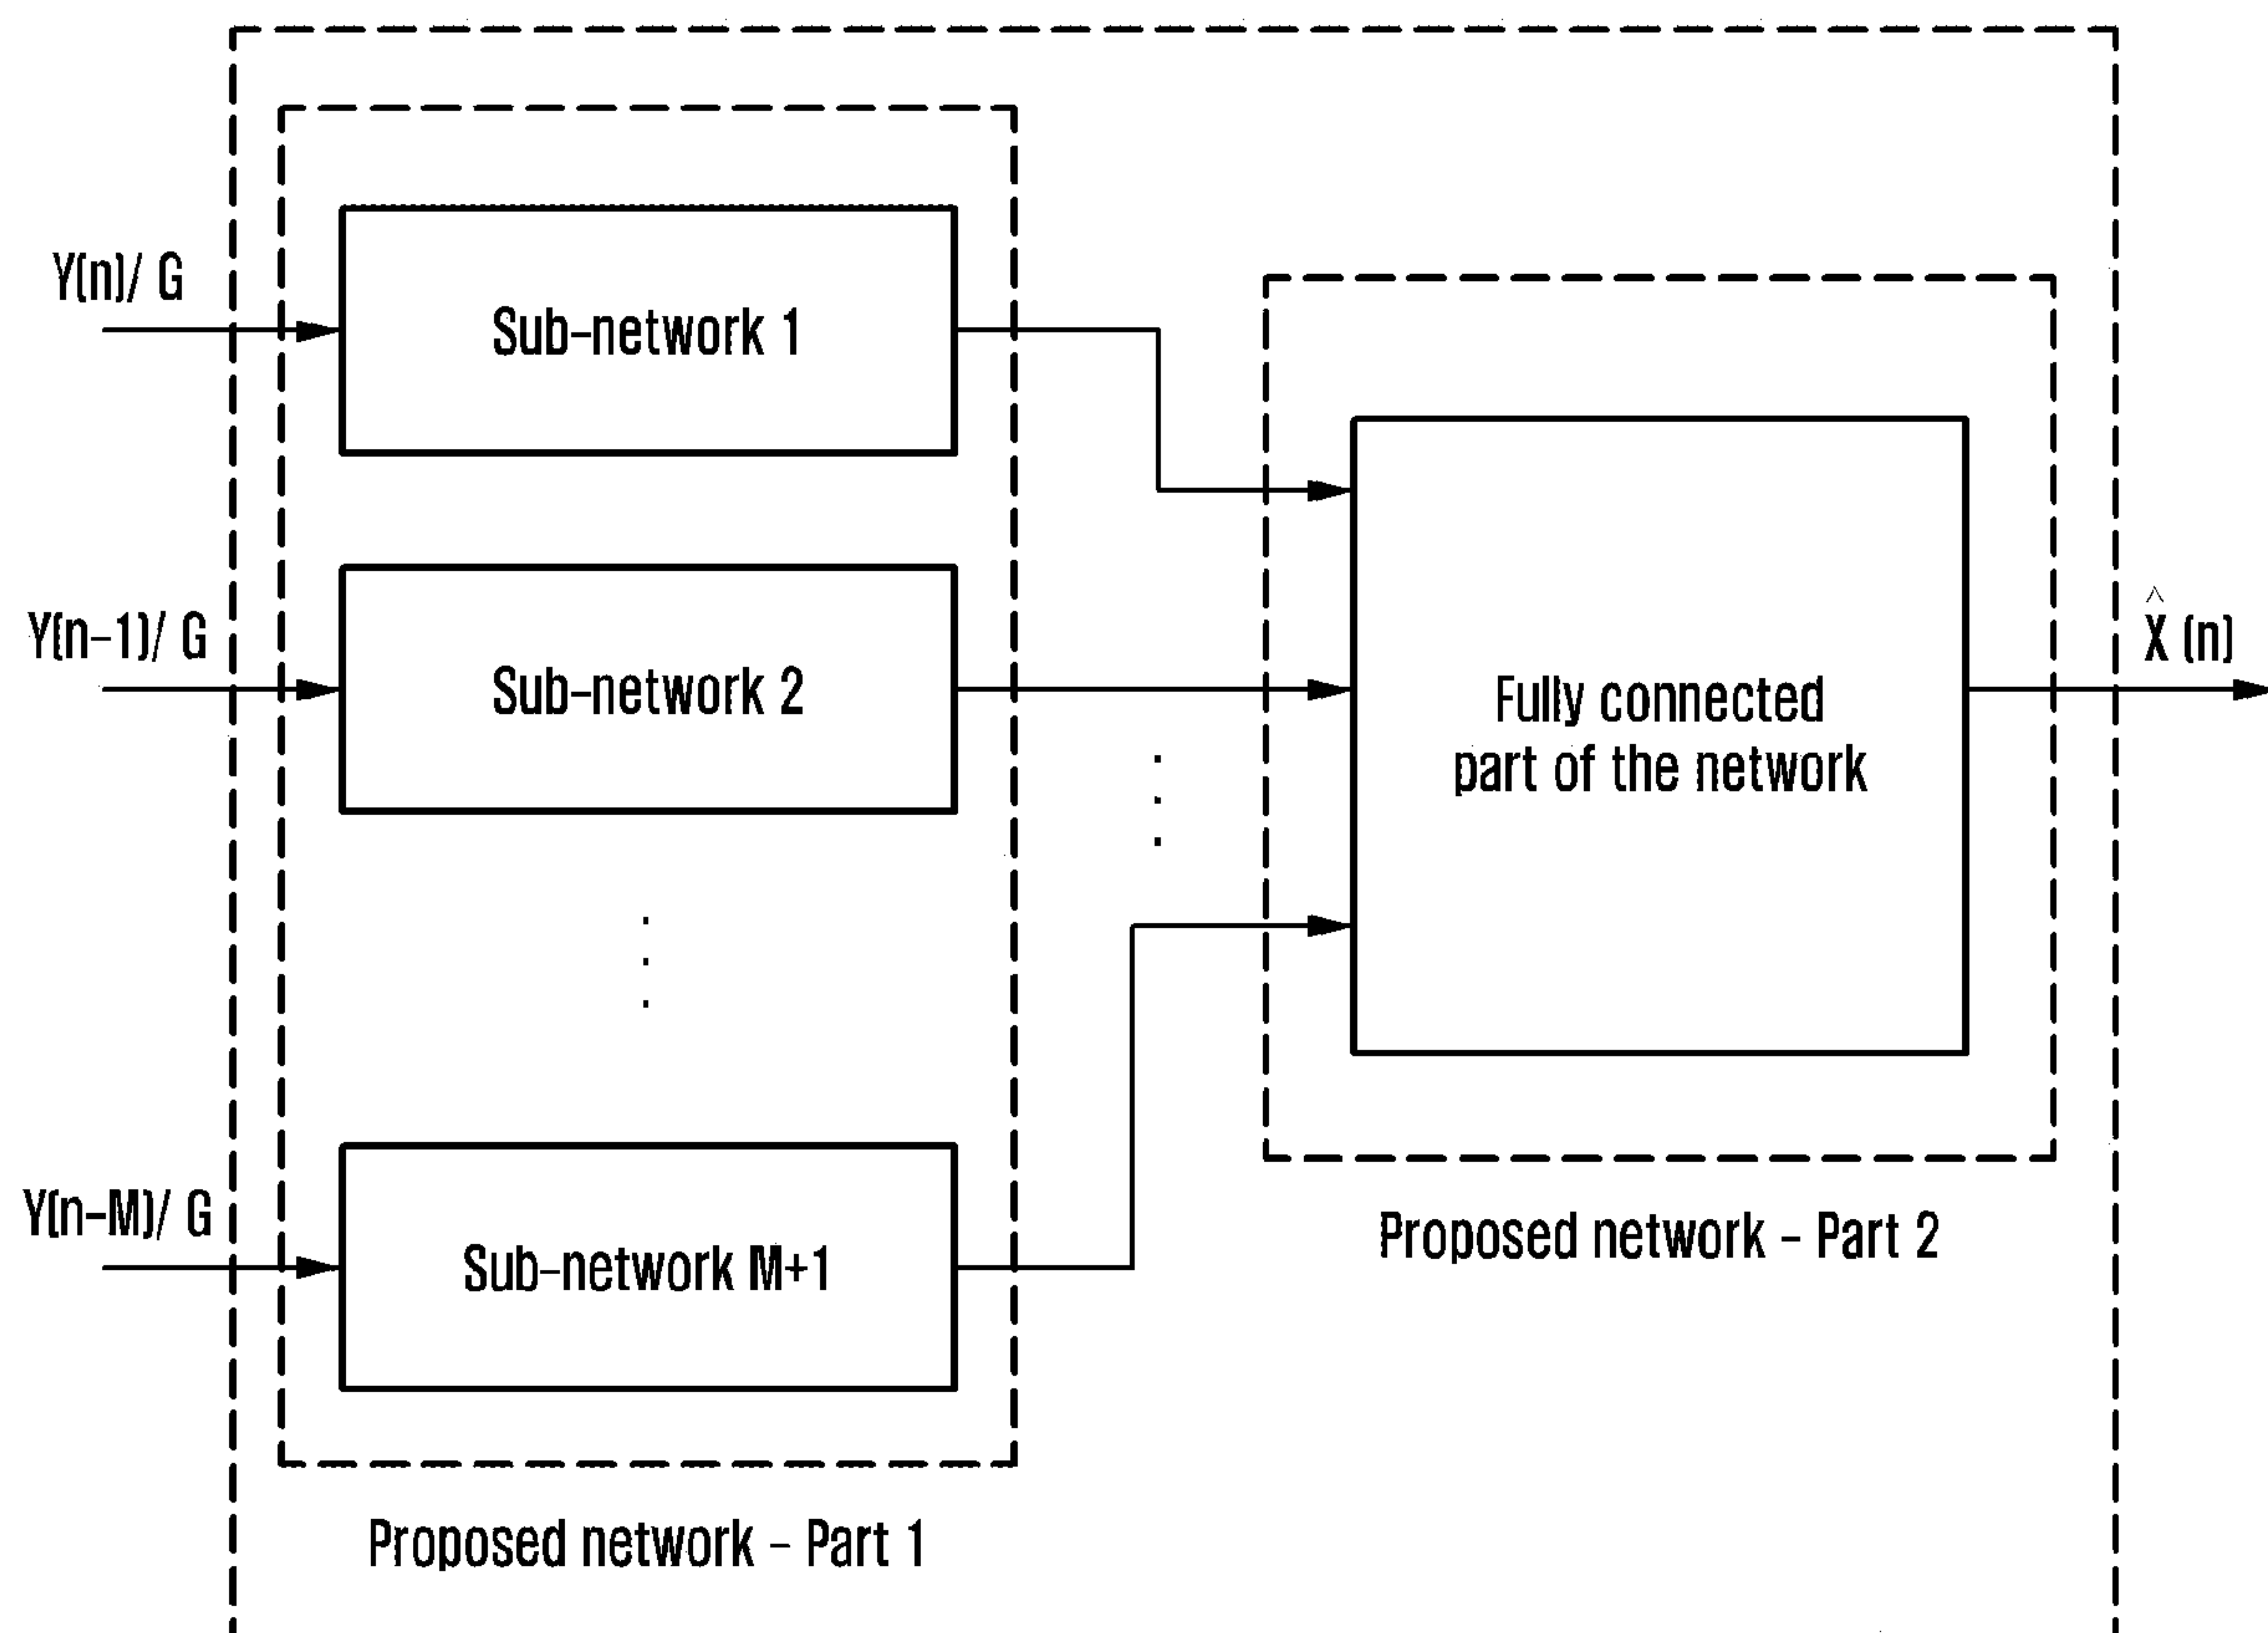 Y(n)/ G
Sub-network 1
Y(n-1)/ G
Sub-network 2
X̂ (n)
Fully connected
part of the network
Y(n-M)/ G
Sub-network M+1
Proposed network - Part 2
Proposed network - Part 1